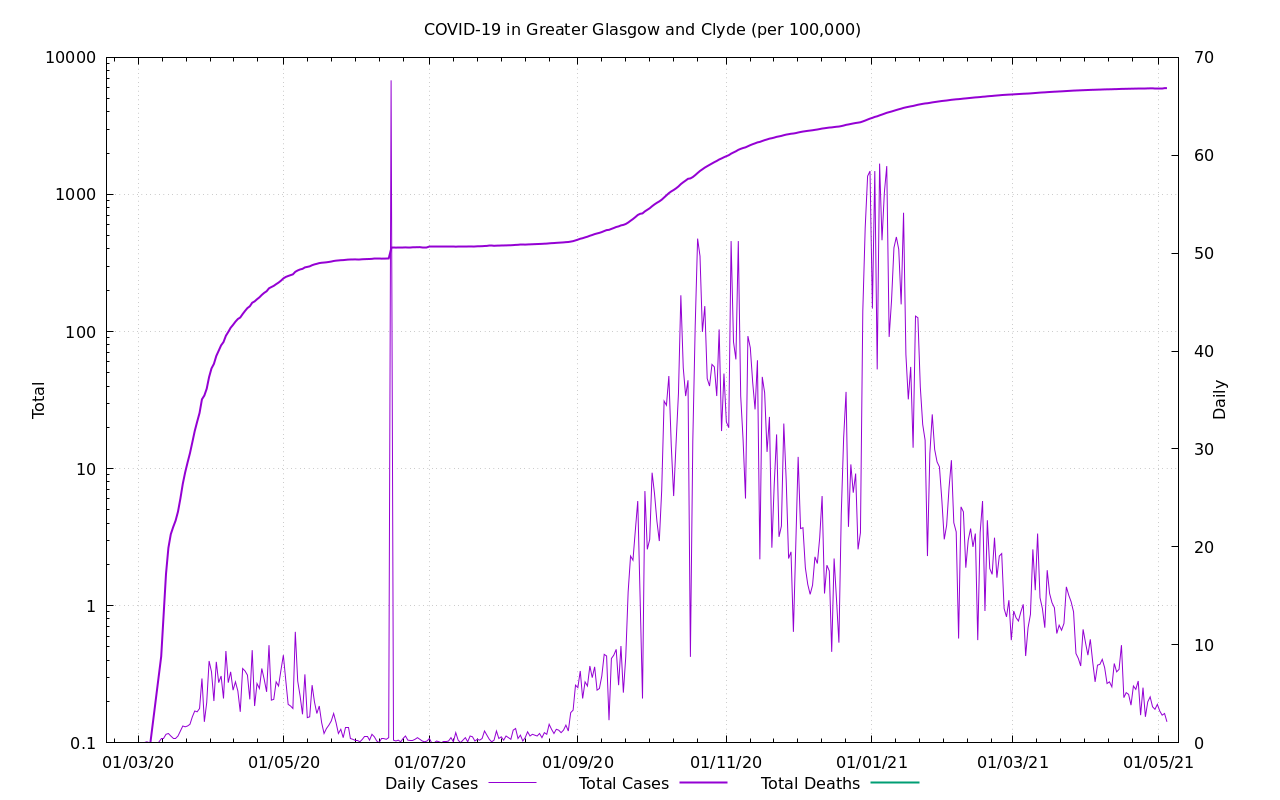 COVID-19 in Greater Glasgow and Clyde (per 100,000)
10000
1000
100
10
1
0.1
Total
70
60
50
40
30
20
10
0
Daily
01/03/20 01/05/20 01/07/20 01/09/20 01/11/20 01/01/21 01/03/21 01/05/21
Daily Cases Total Cases Total Deaths